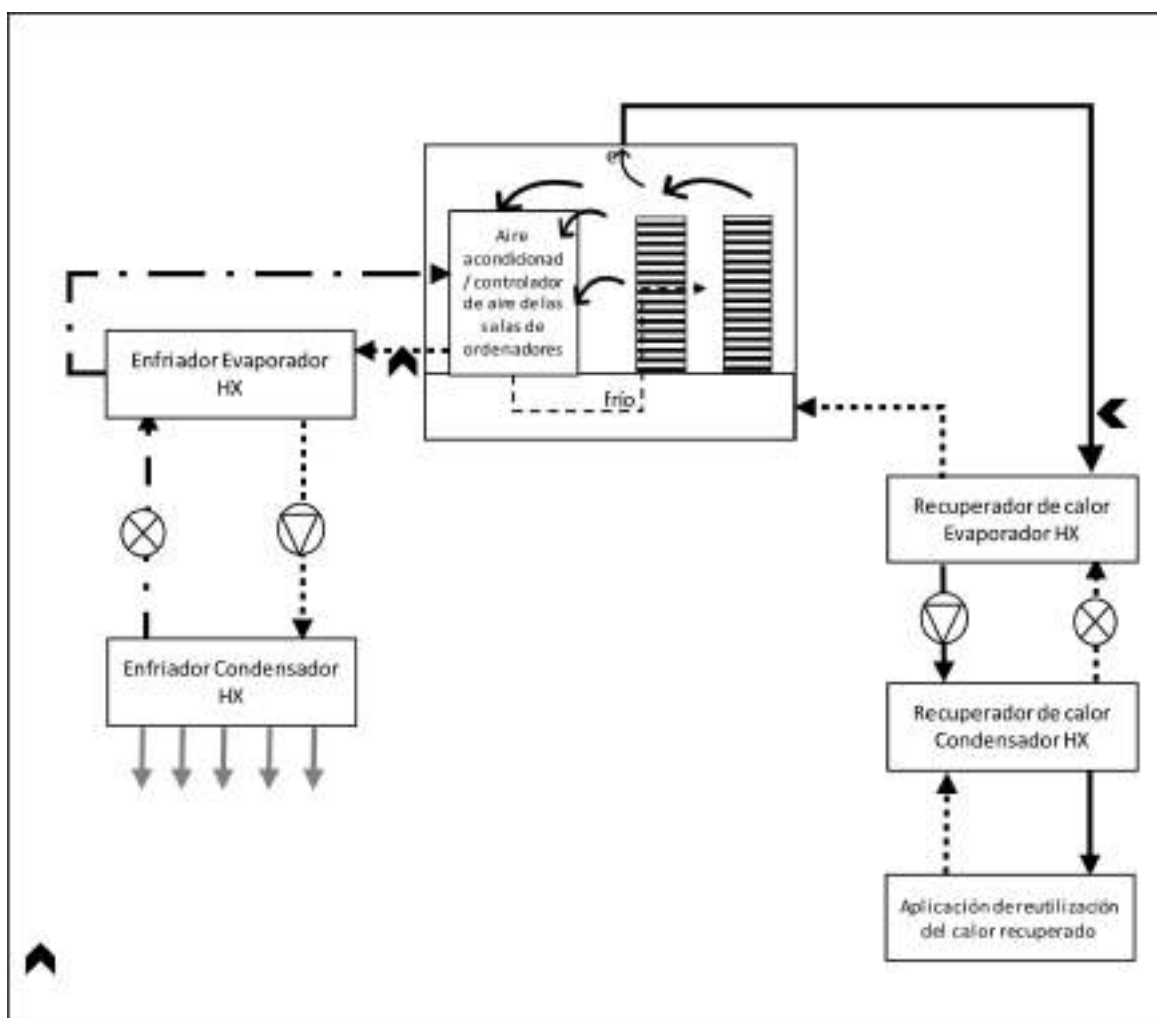 Aire
acondicionad
/ controlador
de aire de las
salas de
ordenadores
frío
Enfriador Evaporador
HX
Enfriador Condensador
HX
Recuperador de calor
Evaporador HX
Recuperador de calor
Condensador HX
Aplicación de reutilización
del calor recuperado